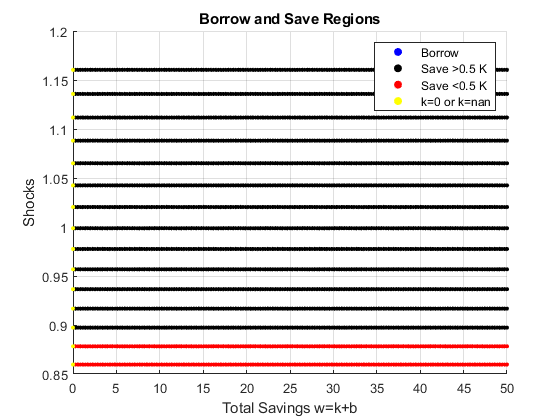 Borrow and Save Regions
1.2
1.15
1.1
1.05
1
0.95
0.9
0.85
Shocks
Borrow
Save >0.5 K
Save <0.5 K
k=0 or k=nan
0 5 10 15 20 25 30 35 40 45 50
Total Savings w=k+b